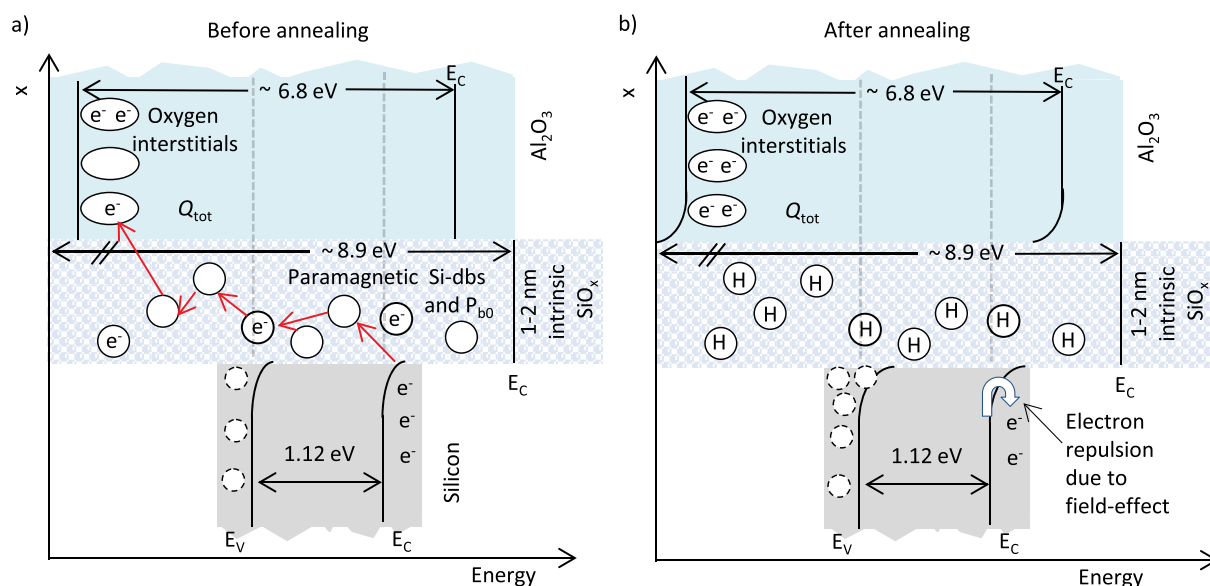 a)
Before annealing
x
E_C
~ 6.8 eV
e⁻ e⁻
Oxygen
interstitials
Al₂O₃
e⁻
Q_tot
~ 8.9 eV
Paramagnetic Si-dbs
and P_b0
e⁻
e⁻
e⁻
1-2 nm
intrinsic
SiOₓ
E_C
e⁻
e⁻
e⁻
1.12 eV
Silicon
E_V
E_C
Energy
b)
After annealing
x
E_C
~ 6.8 eV
e⁻ e⁻
Oxygen
interstitials
Al₂O₃
e⁻ e⁻
e⁻ e⁻
Q_tot
~ 8.9 eV
H
H
H
H
H
H
H
H
H
1-2 nm
intrinsic
SiOₓ
E_C
e⁻
e⁻
Electron
repulsion
due to
field-effect
1.12 eV
E_V
E_C
Energy